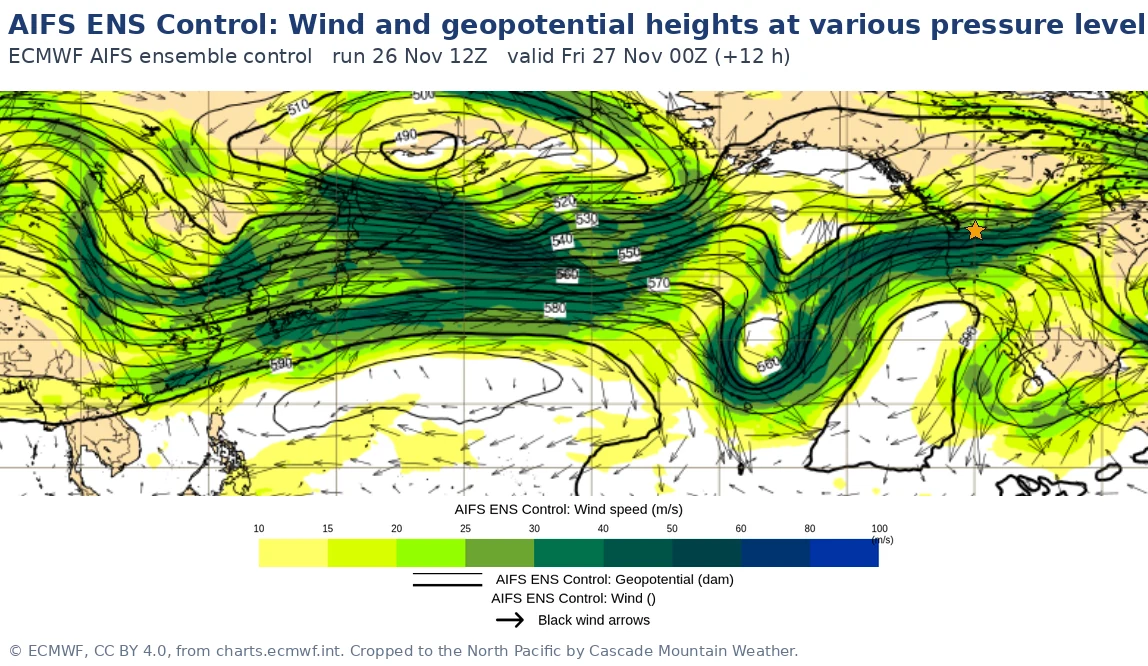 AIFS ENS Control: Wind and geopotential heights at various pressure level
ECMWF AIFS ensemble control run 26 Nov 12Z valid Fri 27 Nov 00Z (+12 h)
500
510
490
520
530
540
550
560
570
580
590
560
580
AIFS ENS Control: Wind speed (m/s)
10 15 20 25 30 40 50 60 80 100
(m/s)
AIFS ENS Control: Geopotential (dam)
AIFS ENS Control: Wind ()
Black wind arrows
© ECMWF, CC BY 4.0, from charts.ecmwf.int. Cropped to the North Pacific by Cascade Mountain Weather.